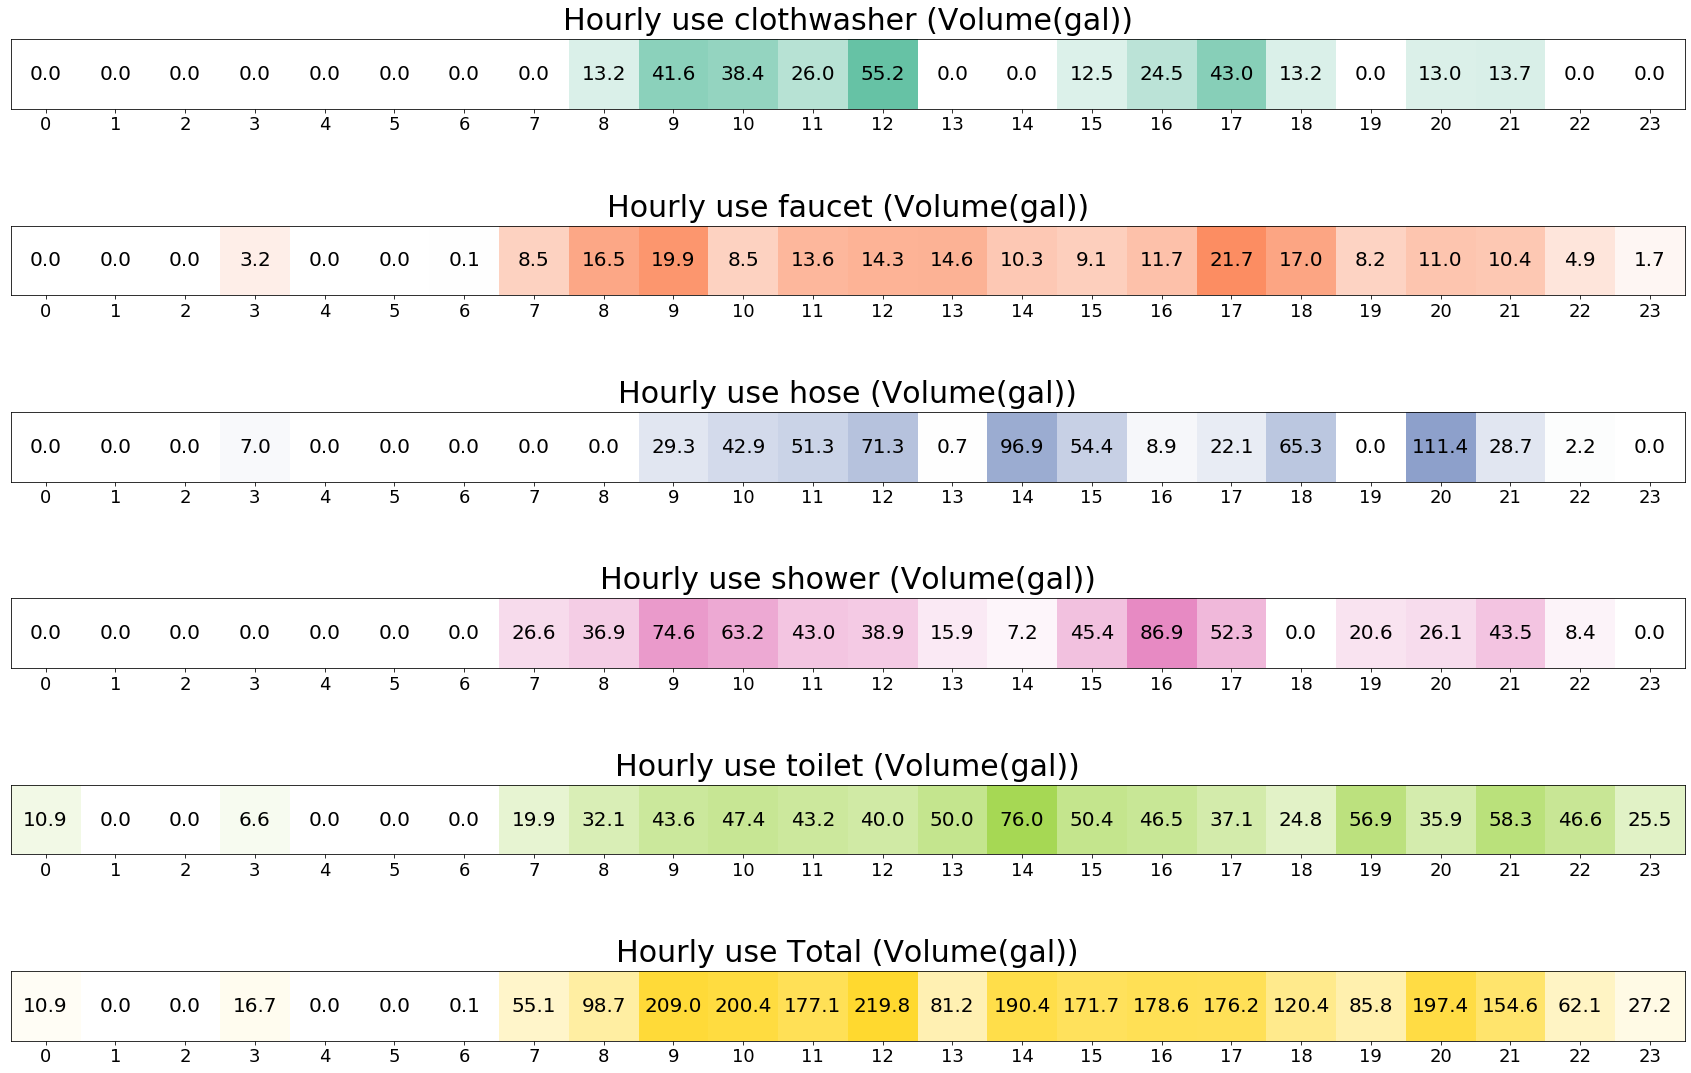 Hourly use clothwasher (Volume(gal))
0.0 0.0 0.0 0.0 0.0 0.0 0.0 0.0 13.2 41.6 38.4 26.0 55.2 0.0 0.0 12.5 24.5 43.0 13.2 0.0 13.0 13.7 0.0 0.0
0 1 2 3 4 5 6 7 8 9 10 11 12 13 14 15 16 17 18 19 20 21 22 23
Hourly use faucet (Volume(gal))
0.0 0.0 0.0 3.2 0.0 0.0 0.1 8.5 16.5 19.9 8.5 13.6 14.3 14.6 10.3 9.1 11.7 21.7 17.0 8.2 11.0 10.4 4.9 1.7
0 1 2 3 4 5 6 7 8 9 10 11 12 13 14 15 16 17 18 19 20 21 22 23
Hourly use hose (Volume(gal))
0.0 0.0 0.0 7.0 0.0 0.0 0.0 0.0 0.0 29.3 42.9 51.3 71.3 0.7 96.9 54.4 8.9 22.1 65.3 0.0 111.4 28.7 2.2 0.0
0 1 2 3 4 5 6 7 8 9 10 11 12 13 14 15 16 17 18 19 20 21 22 23
Hourly use shower (Volume(gal))
0.0 0.0 0.0 0.0 0.0 0.0 0.0 26.6 36.9 74.6 63.2 43.0 38.9 15.9 7.2 45.4 86.9 52.3 0.0 20.6 26.1 43.5 8.4 0.0
0 1 2 3 4 5 6 7 8 9 10 11 12 13 14 15 16 17 18 19 20 21 22 23
Hourly use toilet (Volume(gal))
10.9 0.0 0.0 6.6 0.0 0.0 0.0 19.9 32.1 43.6 47.4 43.2 40.0 50.0 76.0 50.4 46.5 37.1 24.8 56.9 35.9 58.3 46.6 25.5
0 1 2 3 4 5 6 7 8 9 10 11 12 13 14 15 16 17 18 19 20 21 22 23
Hourly use Total (Volume(gal))
10.9 0.0 0.0 16.7 0.0 0.0 0.1 55.1 98.7 209.0 200.4 177.1 219.8 81.2 190.4 171.7 178.6 176.2 120.4 85.8 197.4 154.6 62.1 27.2
0 1 2 3 4 5 6 7 8 9 10 11 12 13 14 15 16 17 18 19 20 21 22 23